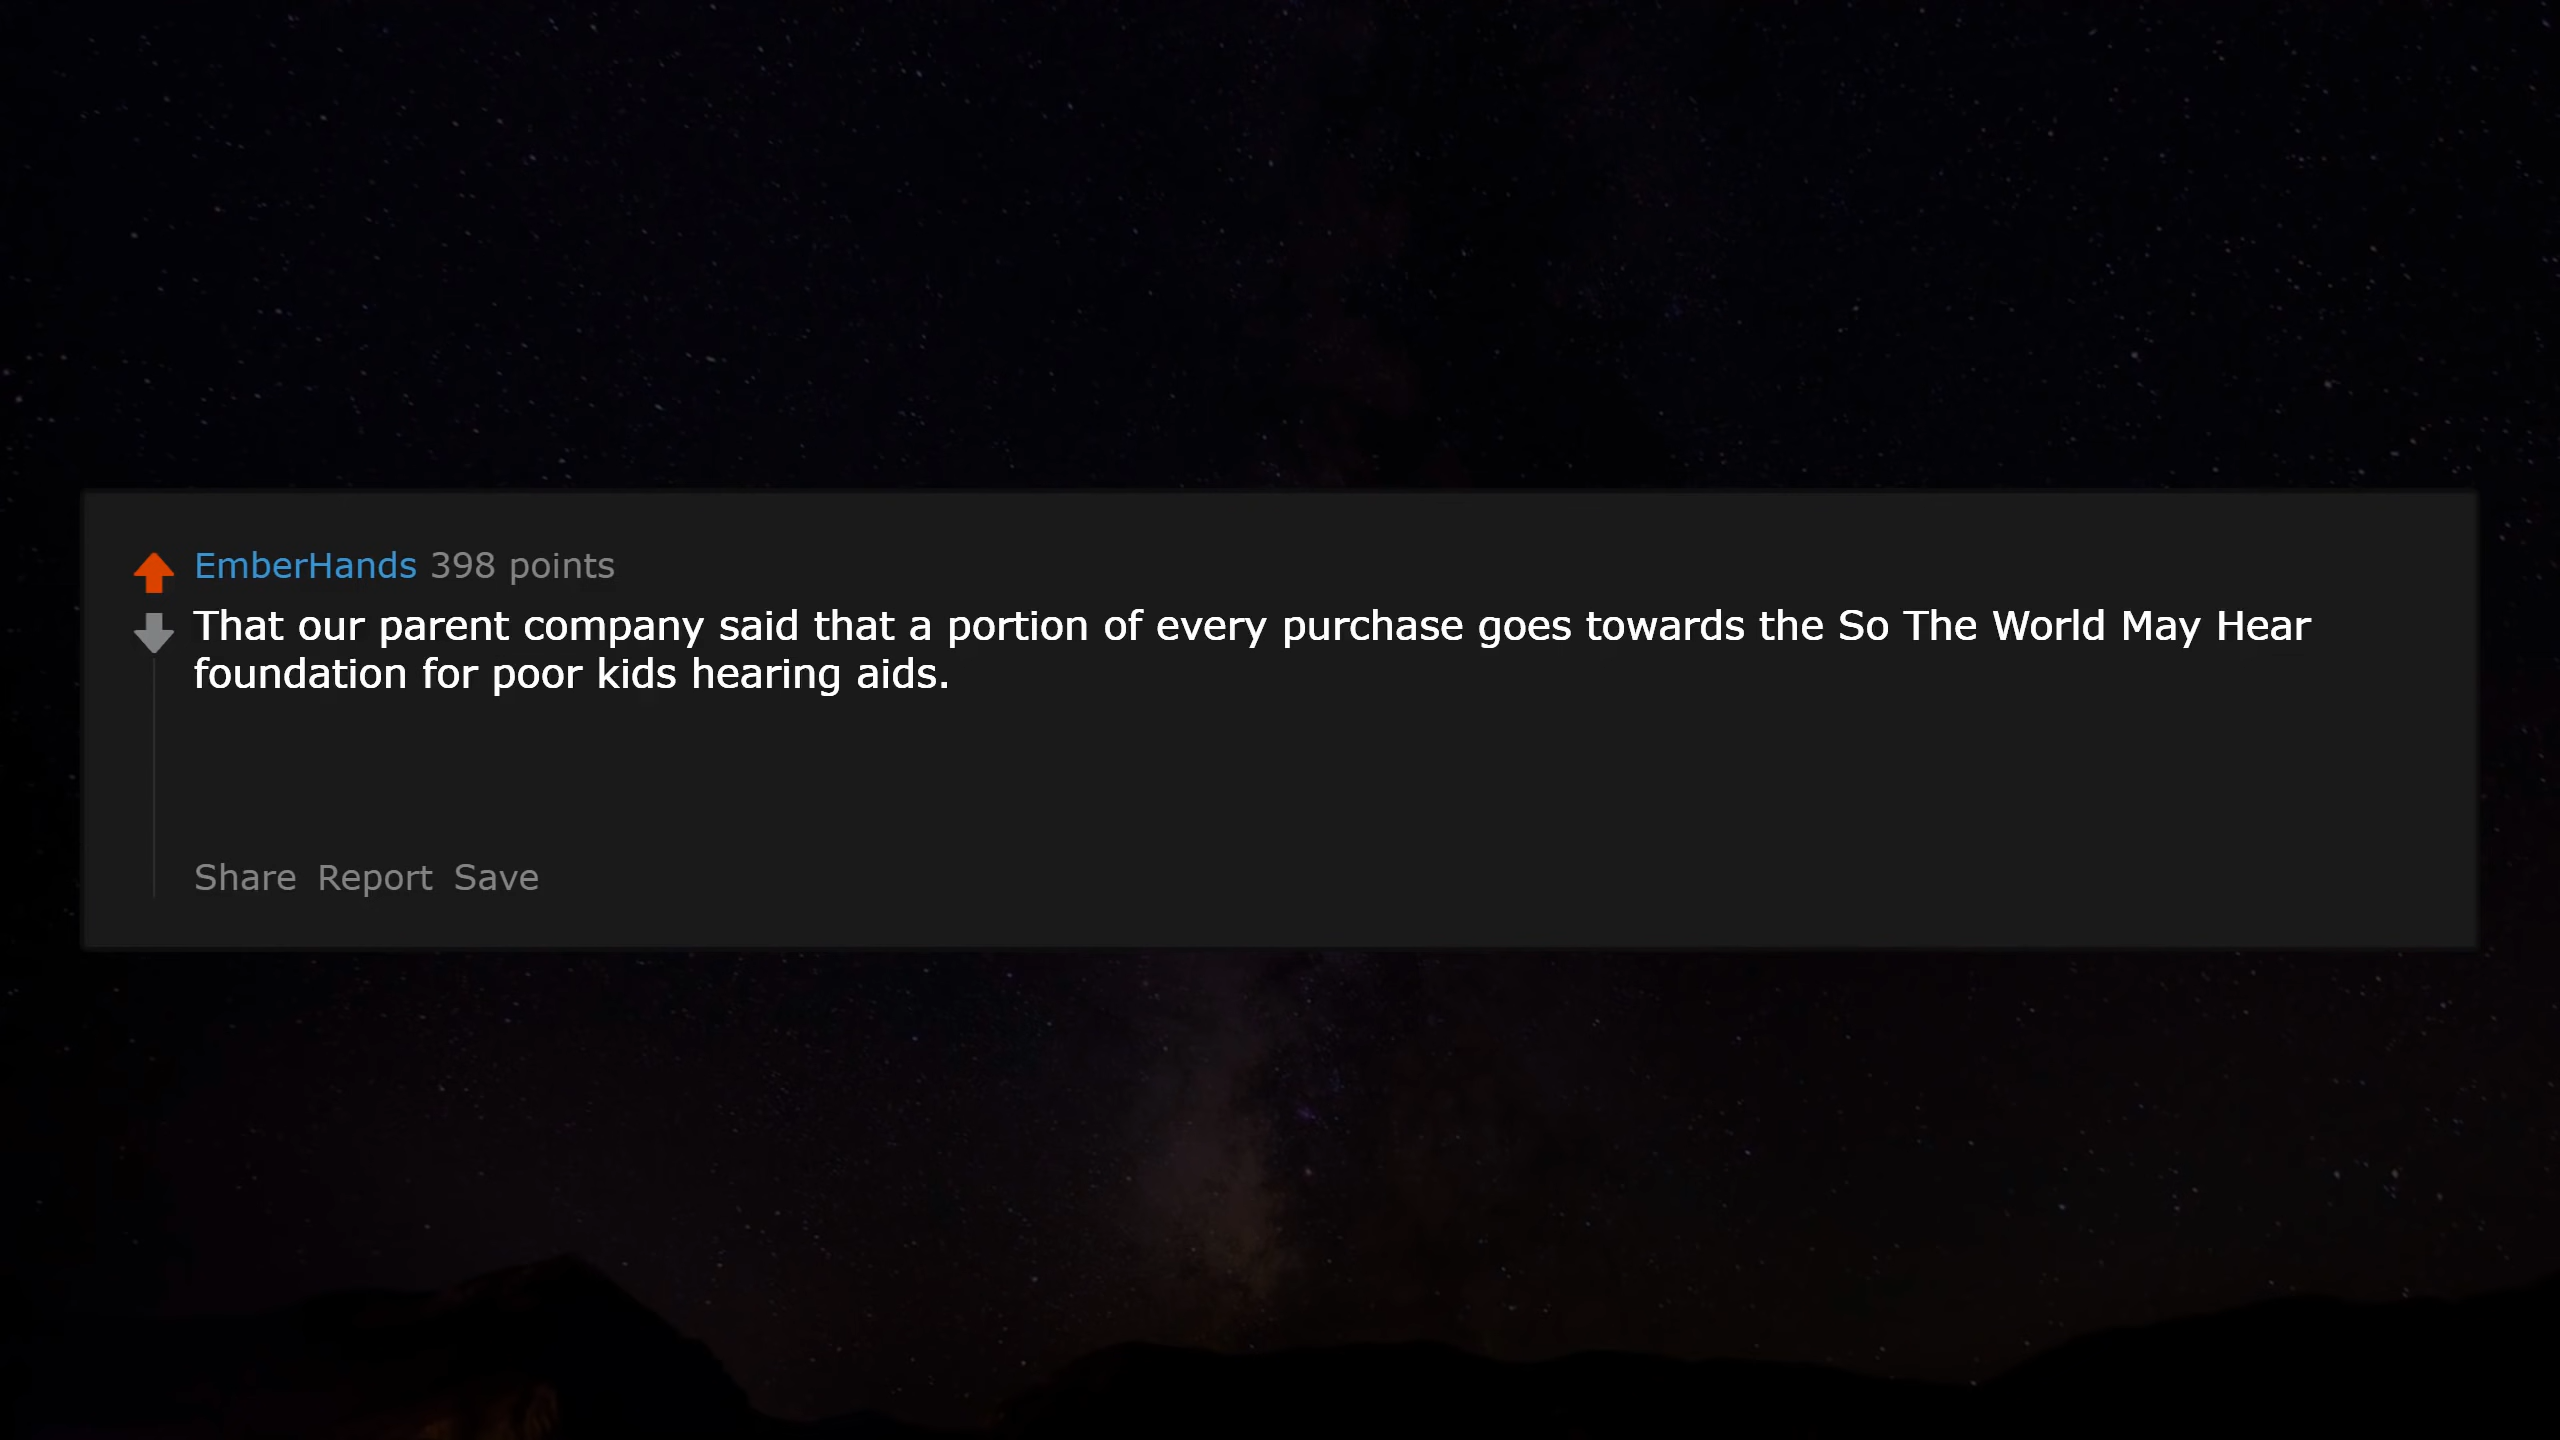 EmberHands 398 points
That our parent company said that a portion of every purchase goes towards the So The World May Hear
foundation for poor kids hearing aids.
Share Report Save